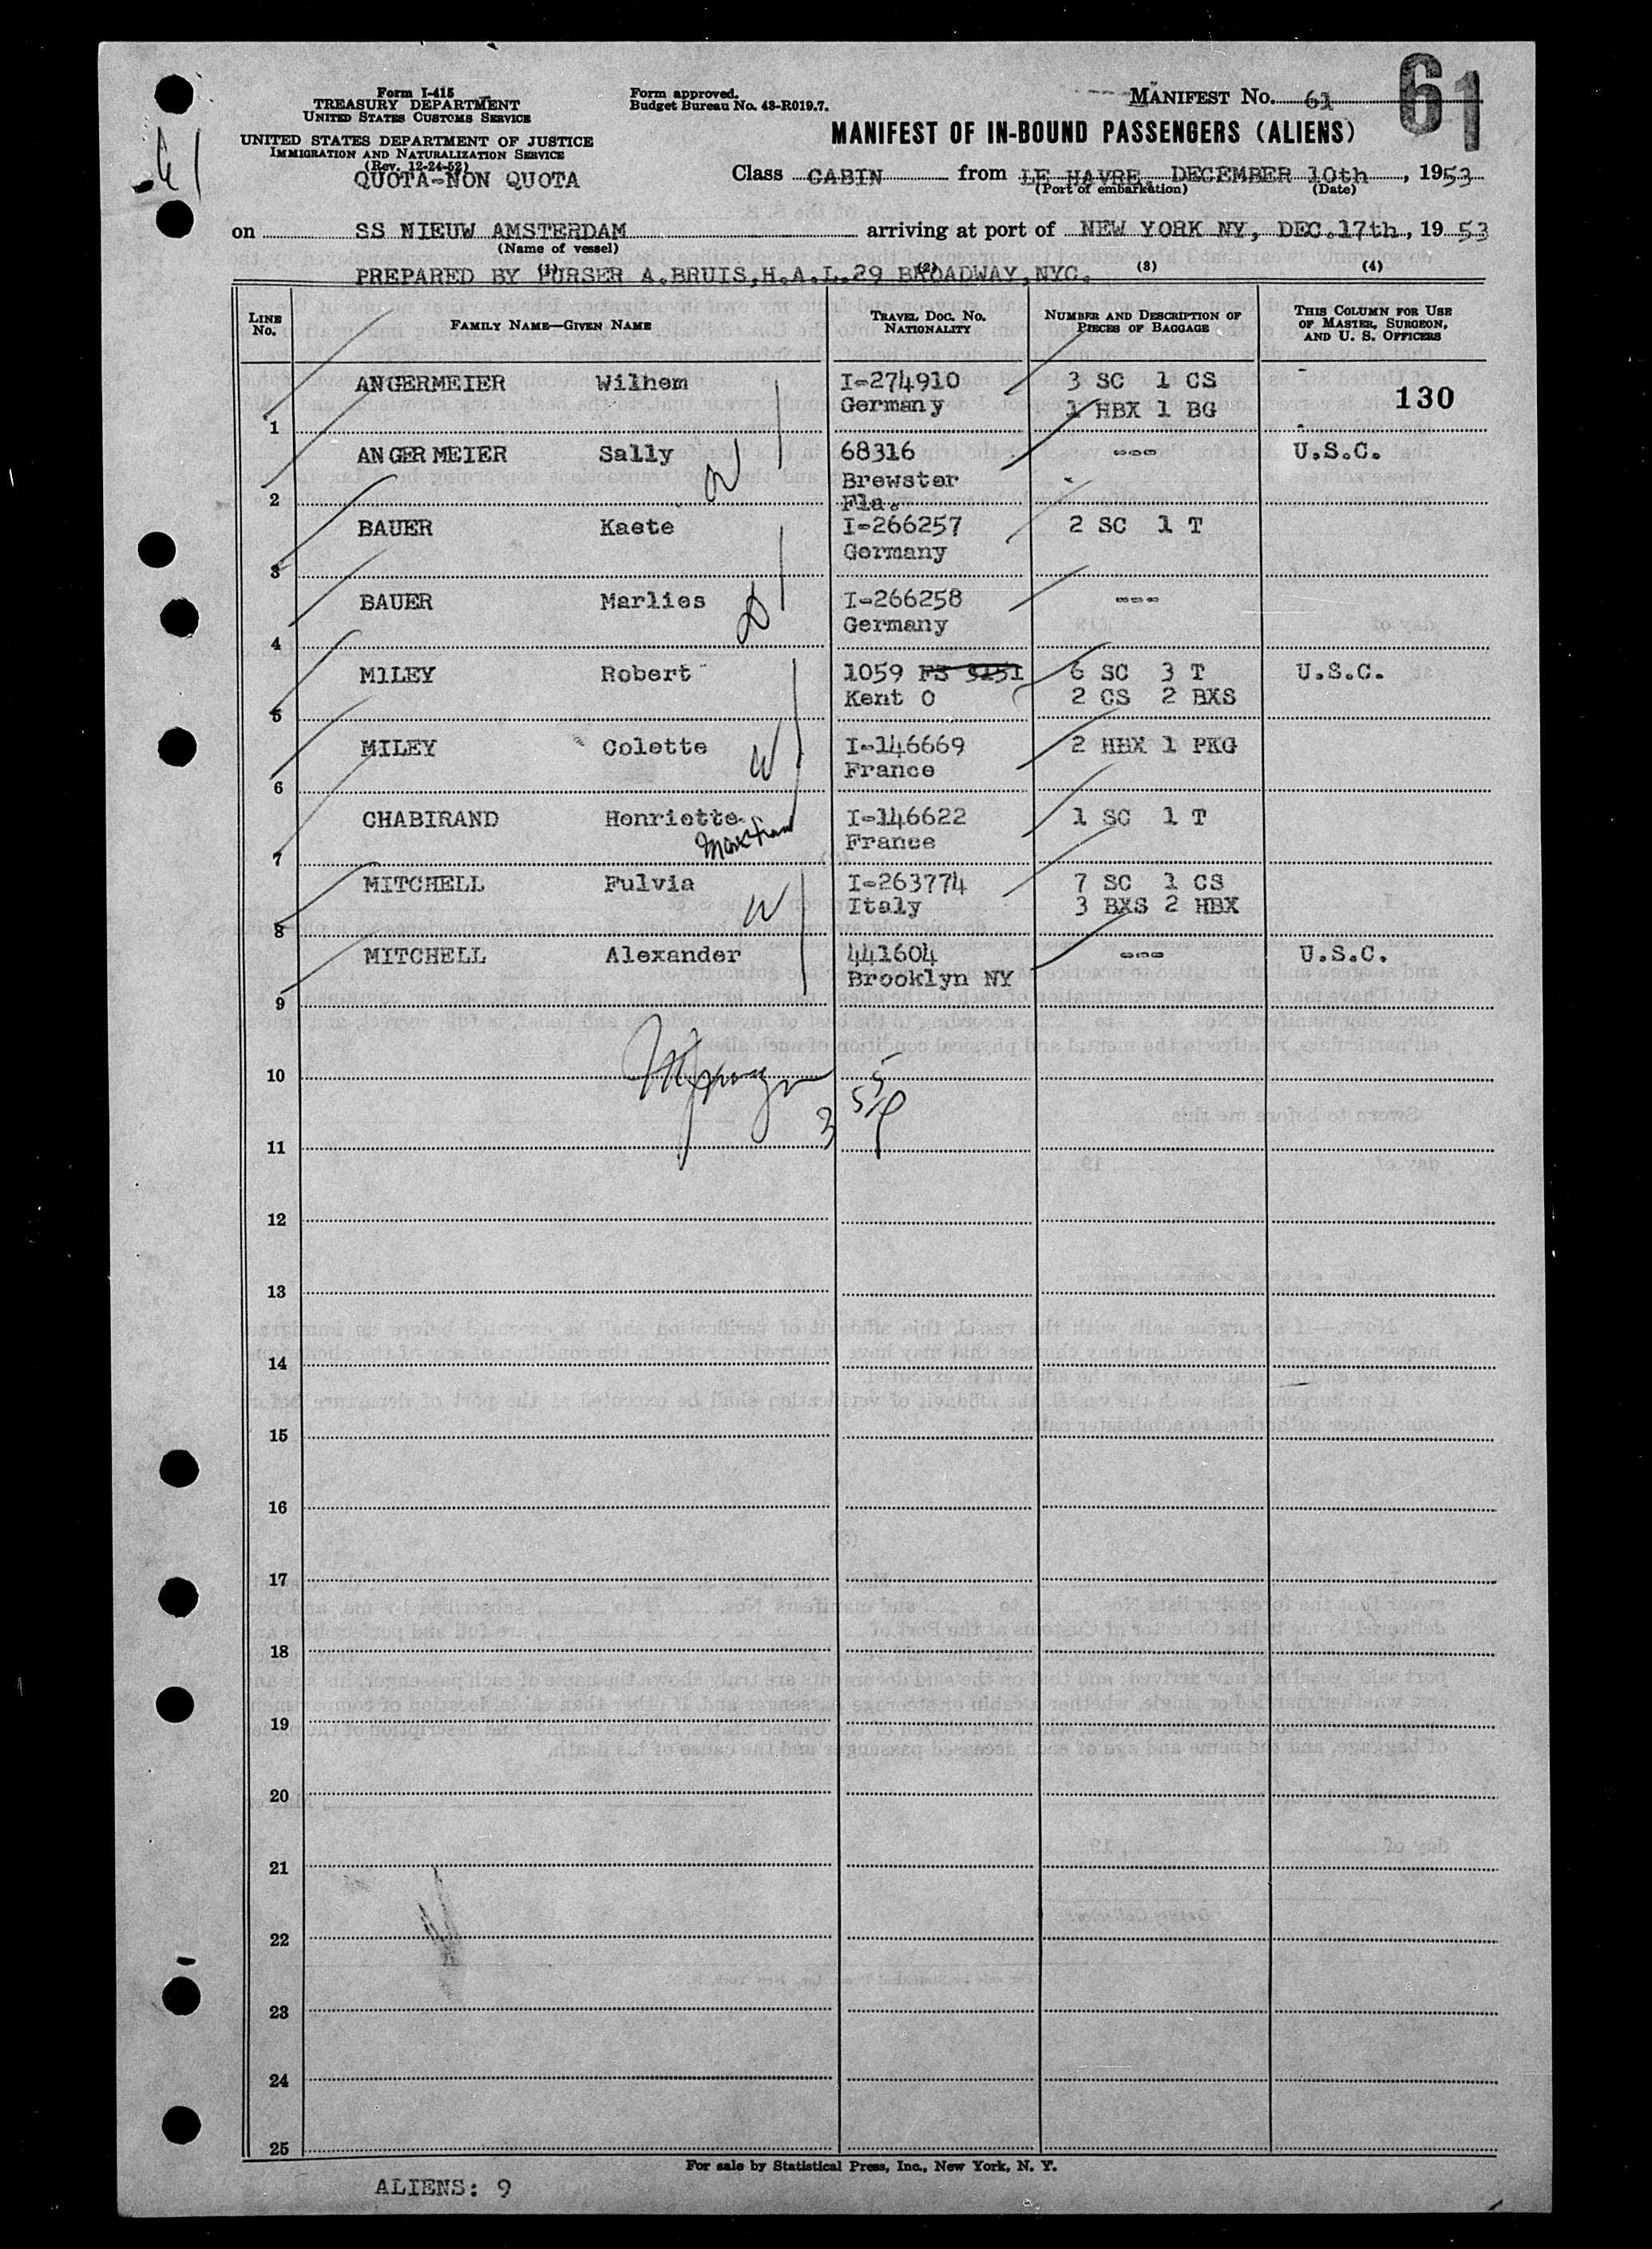 Form I-415
TREASURY DEPARTMENT
UNITED STATES CUSTOMS SERVICE
UNITED STATES DEPARTMENT OF JUSTICE
IMMIGRATION AND NATURALIZATION SERVICE
(Rev. 12-24-52)
QUOTA-NON QUOTA
Form approved.
Budget Bureau No. 43-R019.7.
MANIFEST No. 61
61
MANIFEST OF IN-BOUND PASSENGERS (ALIENS)
Class CABIN from LE HAVRE, DECEMBER 10th, 1953
(Port of embarkation) (Date)
on SS NIEUW AMSTERDAM arriving at port of NEW YORK NY, DEC.17th, 1953
(Name of vessel)
PREPARED BY PURSER A.BRUIS,H.A.L.29 BROADWAY,NYC.
(1) (2) (3) (4)
LINE No. FAMILY NAME—GIVEN NAME TRAVEL DOC. NO. NATIONALITY NUMBER AND DESCRIPTION OF PIECES OF BAGGAGE THIS COLUMN FOR USE OF MASTER, SURGEON, AND U. S. OFFICERS
ANGERMEIER Wilhem I-274910 3 SC 1 CS
1 Germany 1 HBX 1 BG 130
ANGERMEIER Sally 68316 --- U.S.C.
Brewster
2 Fla.
BAUER Kaete I-266257 2 SC 1 T
3 Germany
BAUER Marlies I-266258 ---
4 Germany
MILEY Robert 1059 FS 3151 6 SC 3 T U.S.C.
5 Kent O 2 CS 2 BXS
MILEY Colette I-146669 2 HBX 1 PKG
6 France
CHABIRAND Henriette I-146622 1 SC 1 T
7 France
MITCHELL Fulvia I-263774 7 SC 1 CS
8 Italy 3 BXS 2 HBX
MITCHELL Alexander 441604 --- U.S.C.
9 Brooklyn NY
10
11
12
13
14
15
16
17
18
19
20
21
22
23
24
25
For sale by Statistical Press, Inc., New York, N. Y.
ALIENS: 9